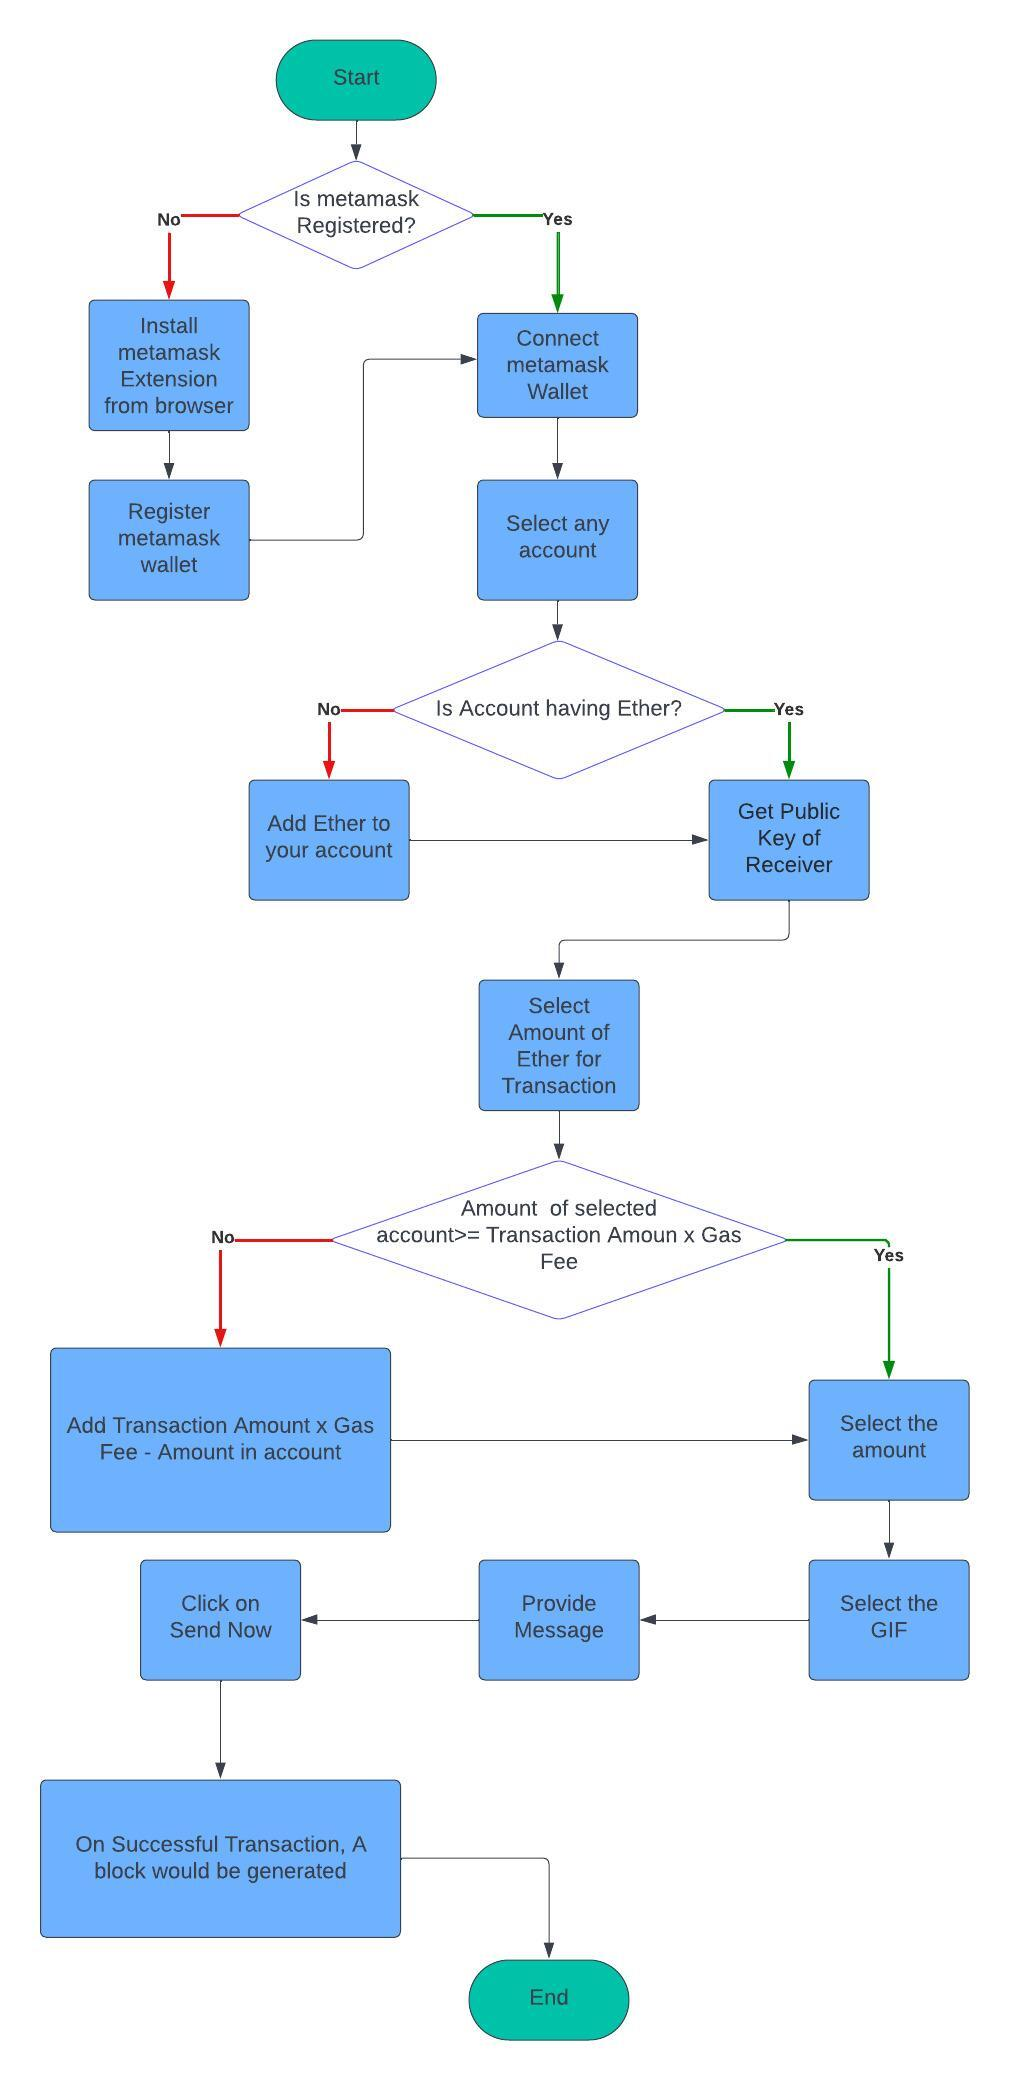 Start
Is metamask
Registered?
No
Yes
Install
metamask
Extension
from browser
Connect
metamask
Wallet
Register
metamask
wallet
Select any
account
Is Account having Ether?
No
Yes
Add Ether to
your account
Get Public
Key of
Receiver
Select
Amount of
Ether for
Transaction
Amount  of selected
account>= Transaction Amoun x Gas
Fee
No
Yes
Add Transaction Amount x Gas
Fee - Amount in account
Select the
amount
Click on
Send Now
Provide
Message
Select the
GIF
On Successful Transaction, A
block would be generated
End